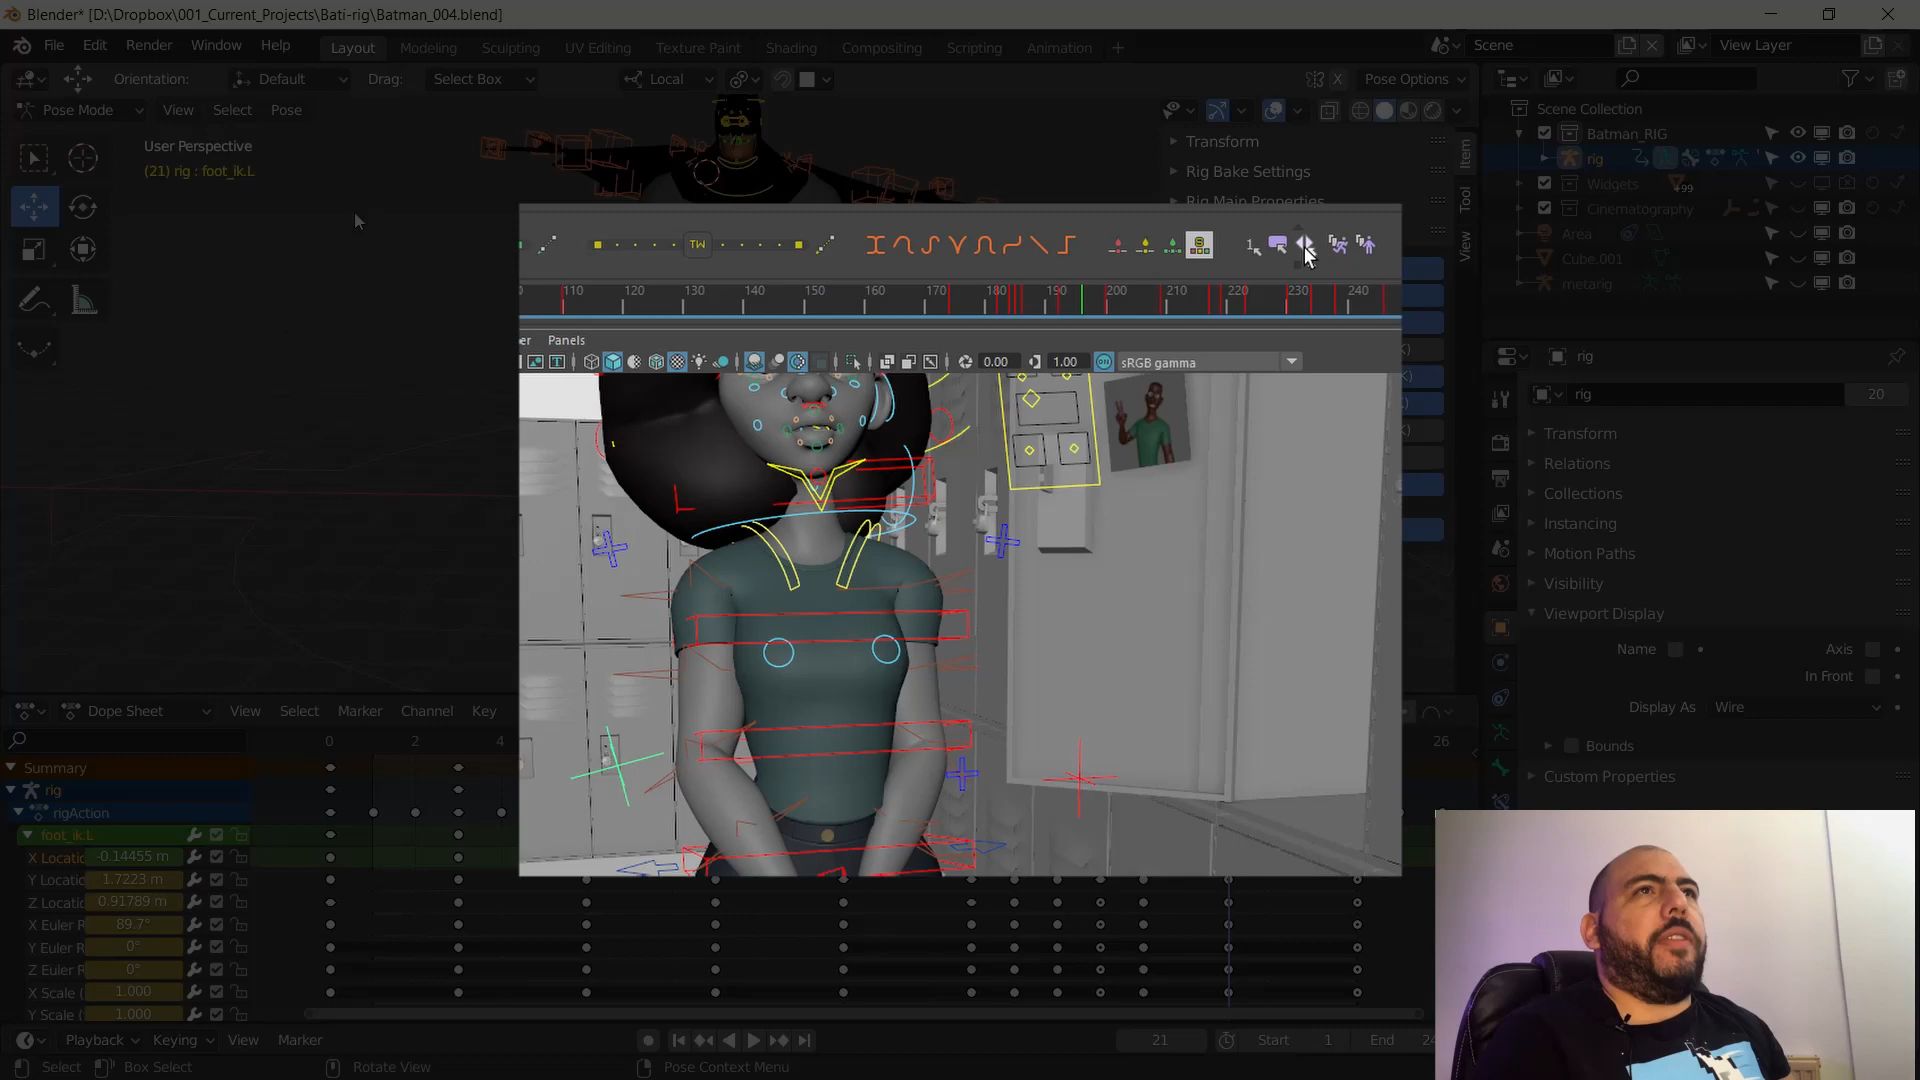 Blender* [D:\Dropbox\001_Current_Projects\Bati-rig\Batman_004.blend]
File Edit Render Window Help
Layout Modeling Sculpting UV Editing Texture Paint Shading Compositing Scripting Animation +
Scene View Layer
Orientation: Default Drag: Select Box Local X Pose Options
Pose Mode View Select Pose
User Perspective
(21) rig : foot_ik.L
Transform
Rig Bake Settings
Rig Main Properties
Item
Tool
View
Scene Collection
Batman_RIG
rig
Widgets +99
Cinematography
Area
Cube.001
metarig
TW
S
1
110 120 130 140 150 160 170 180 190 200 210 220 230 240
Panels
0.00 1.00 ON sRGB gamma
rig
rig 20
Transform
Relations
Collections
Instancing
Motion Paths
Visibility
Viewport Display
Name Axis
In Front
Display As Wire
Bounds
Custom Properties
Dope Sheet View Select Marker Channel Key
0 2 4 26
Summary
rig
rigAction
foot_ik.L
X Locatio -0.14455 m
Y Locatio 1.7223 m
Z Locatio 0.91789 m
X Euler R 89.7°
Y Euler R 0°
Z Euler R 0°
X Scale ( 1.000
Y Scale ( 1.000
Playback Keying View Marker 21 Start 1 End 24
Select Box Select Rotate View Pose Context Menu